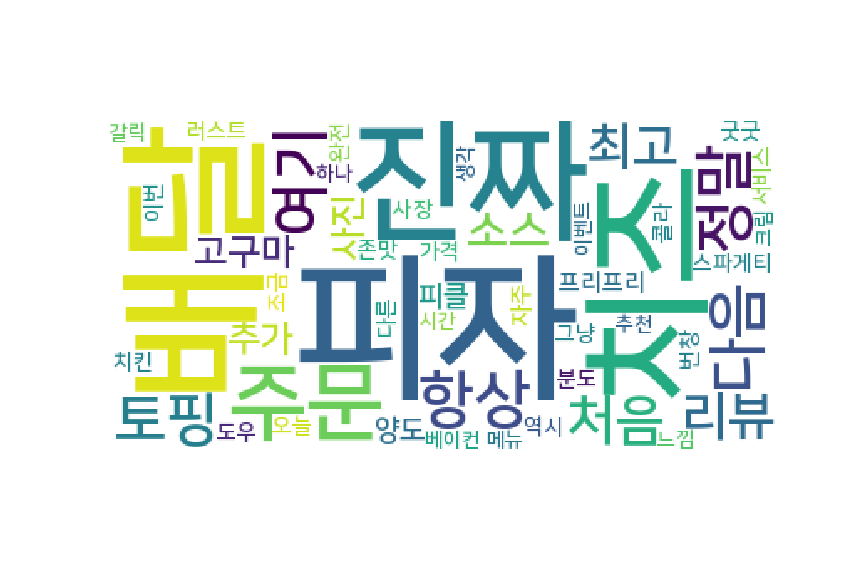 갈릭
러스트
배달
이번
여기
완전
하나
진짜
생각
최고
굿굿
정말
서비스
고구마
사진
사장
존맛
가격
소스
이벤트
치즈
콜라
크림
스파게티
조금
추가
피자
다른
피클
시간
자주
프리프리
그냥
추천
변창
다음
치킨
토핑
도우
주문
오늘
양도
항상
베이컨
메뉴
역시
분도
처음
느낌
리뷰